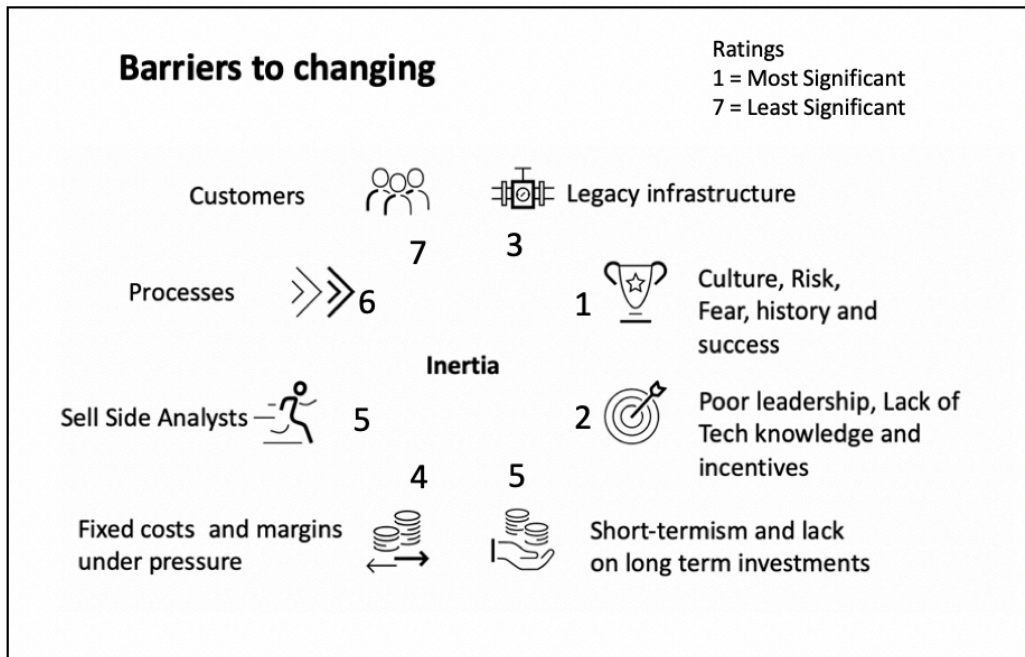 Barriers to changing
Ratings
1 = Most Significant
7 = Least Significant
Customers
7
3
Legacy infrastructure
Processes
6
1
Culture, Risk,
Fear, history and
success
Inertia
Sell Side Analysts
5
2
Poor leadership, Lack of
Tech knowledge and
incentives
4
5
Fixed costs and margins
under pressure
Short-termism and lack
on long term investments